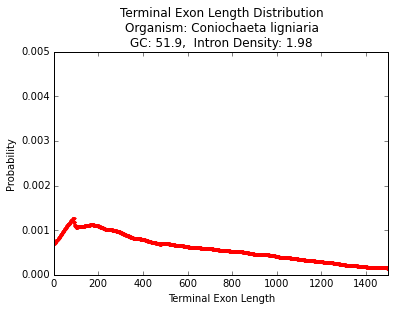 Terminal Exon Length Distribution
Organism: Coniochaeta ligniaria
GC: 51.9,  Intron Density: 1.98
0.005
0.004
0.003
0.002
0.001
0.000
Probability
0
200
400
600
800
1000
1200
1400
Terminal Exon Length